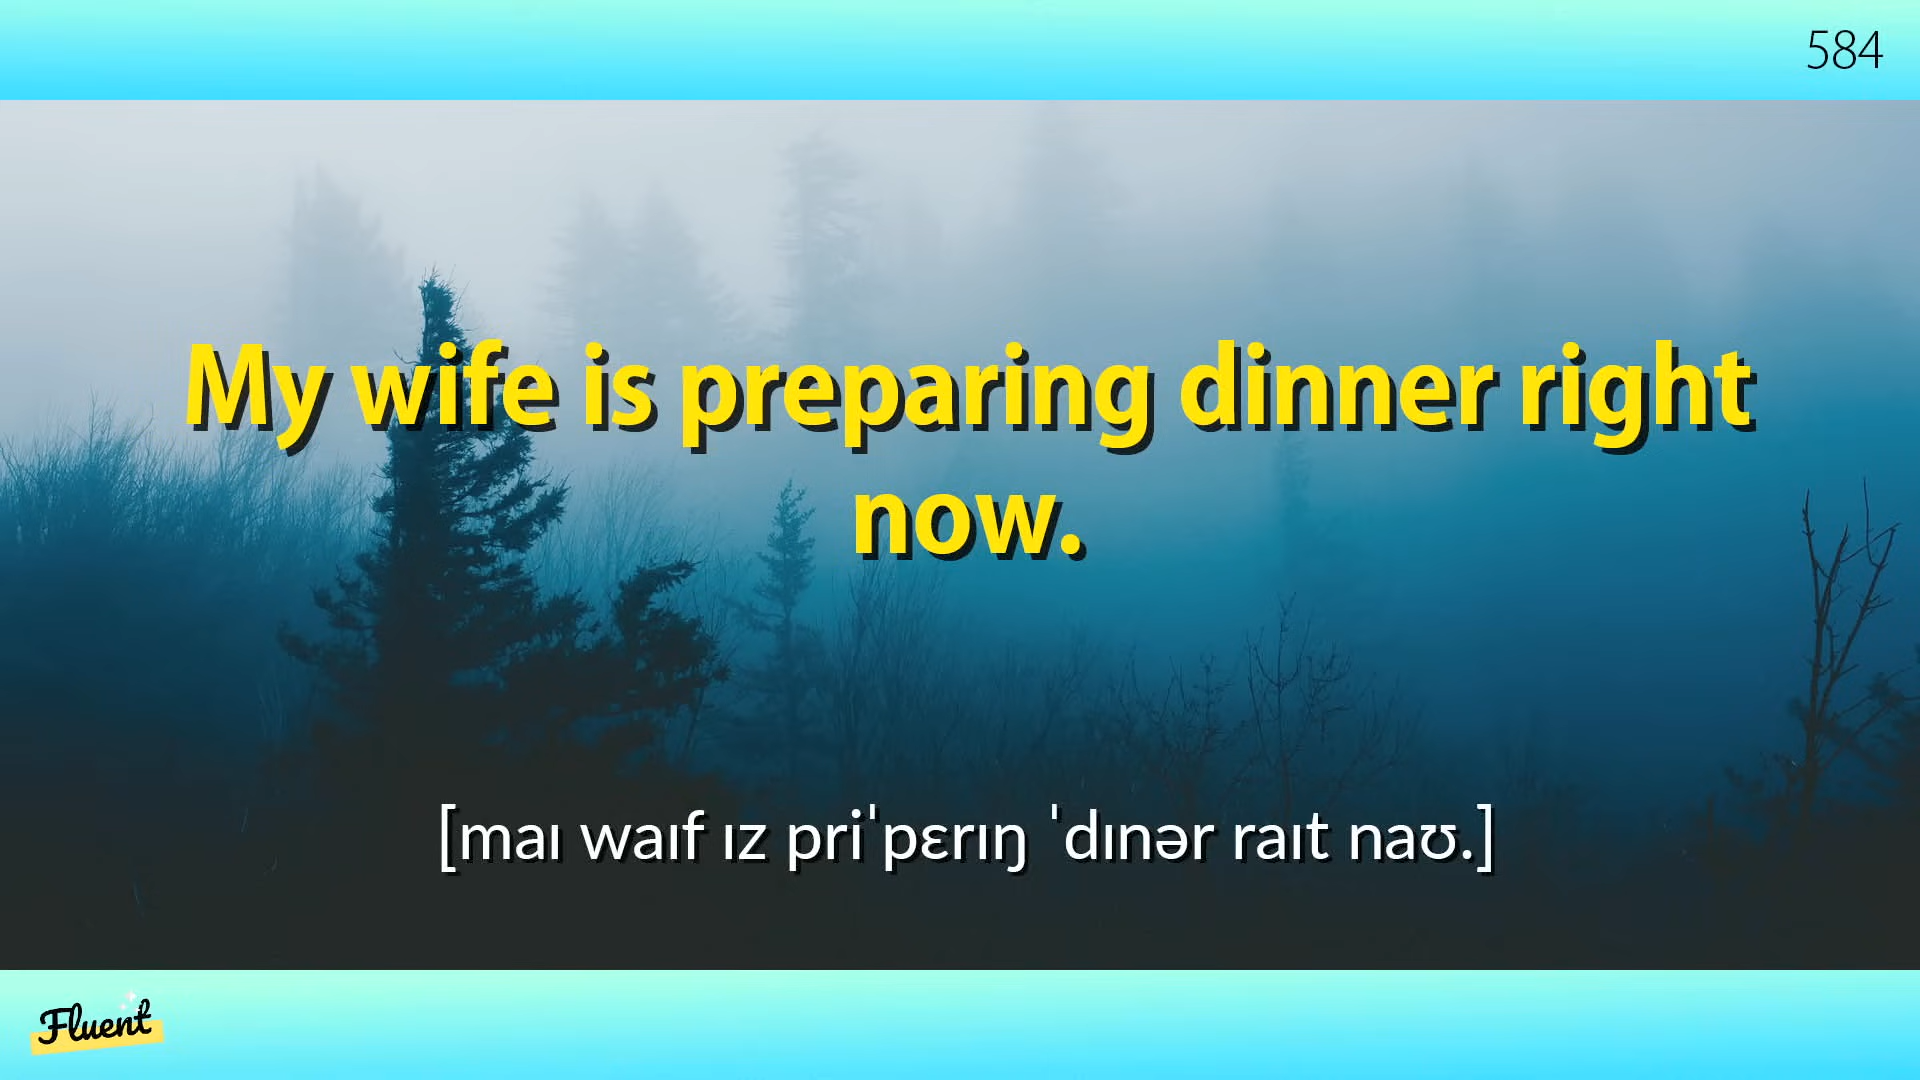 584
My wife is preparing dinner right
now.
[maɪ waɪf ɪz priˈpɛrɪŋ ˈdɪnər raɪt naʊ.]
Fluent